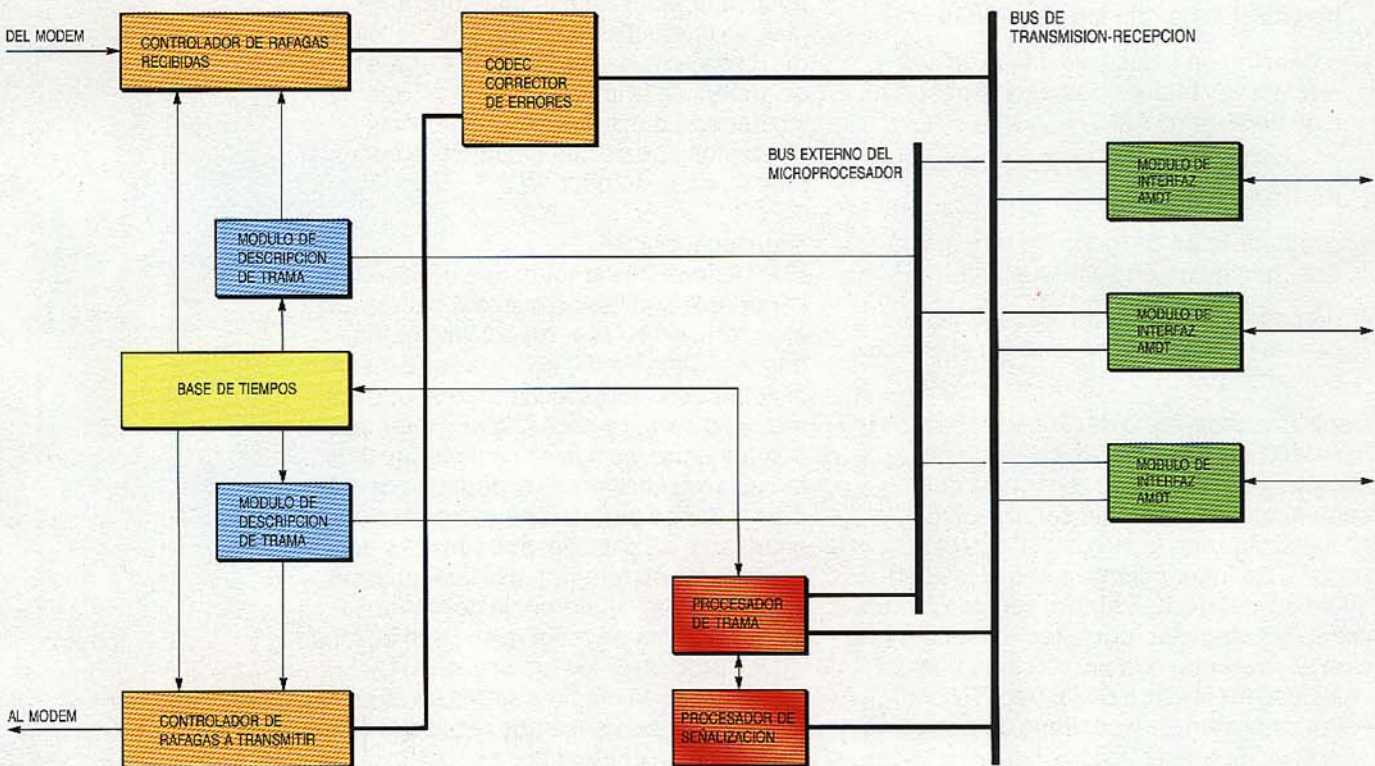 DEL MODEM
CONTROLADOR DE RAFAGAS
RECIBIDAS
CODEC
CORRECTOR
DE ERRORES
BUS DE
TRANSMISION-RECEPCION
BUS EXTERNO DEL
MICROPROCESADOR
MODULO DE
INTERFAZ
AMDT
MODULO DE
DESCRIPCION
DE TRAMA
MODULO DE
INTERFAZ
AMDT
BASE DE TIEMPOS
MODULO DE
INTERFAZ
AMDT
MODULO DE
DESCRIPCION
DE TRAMA
PROCESADOR
DE TRAMA
AL MODEM
CONTROLADOR DE
RAFAGAS A TRANSMITIR
PROCESADOR DE
SEÑALIZACIÓN